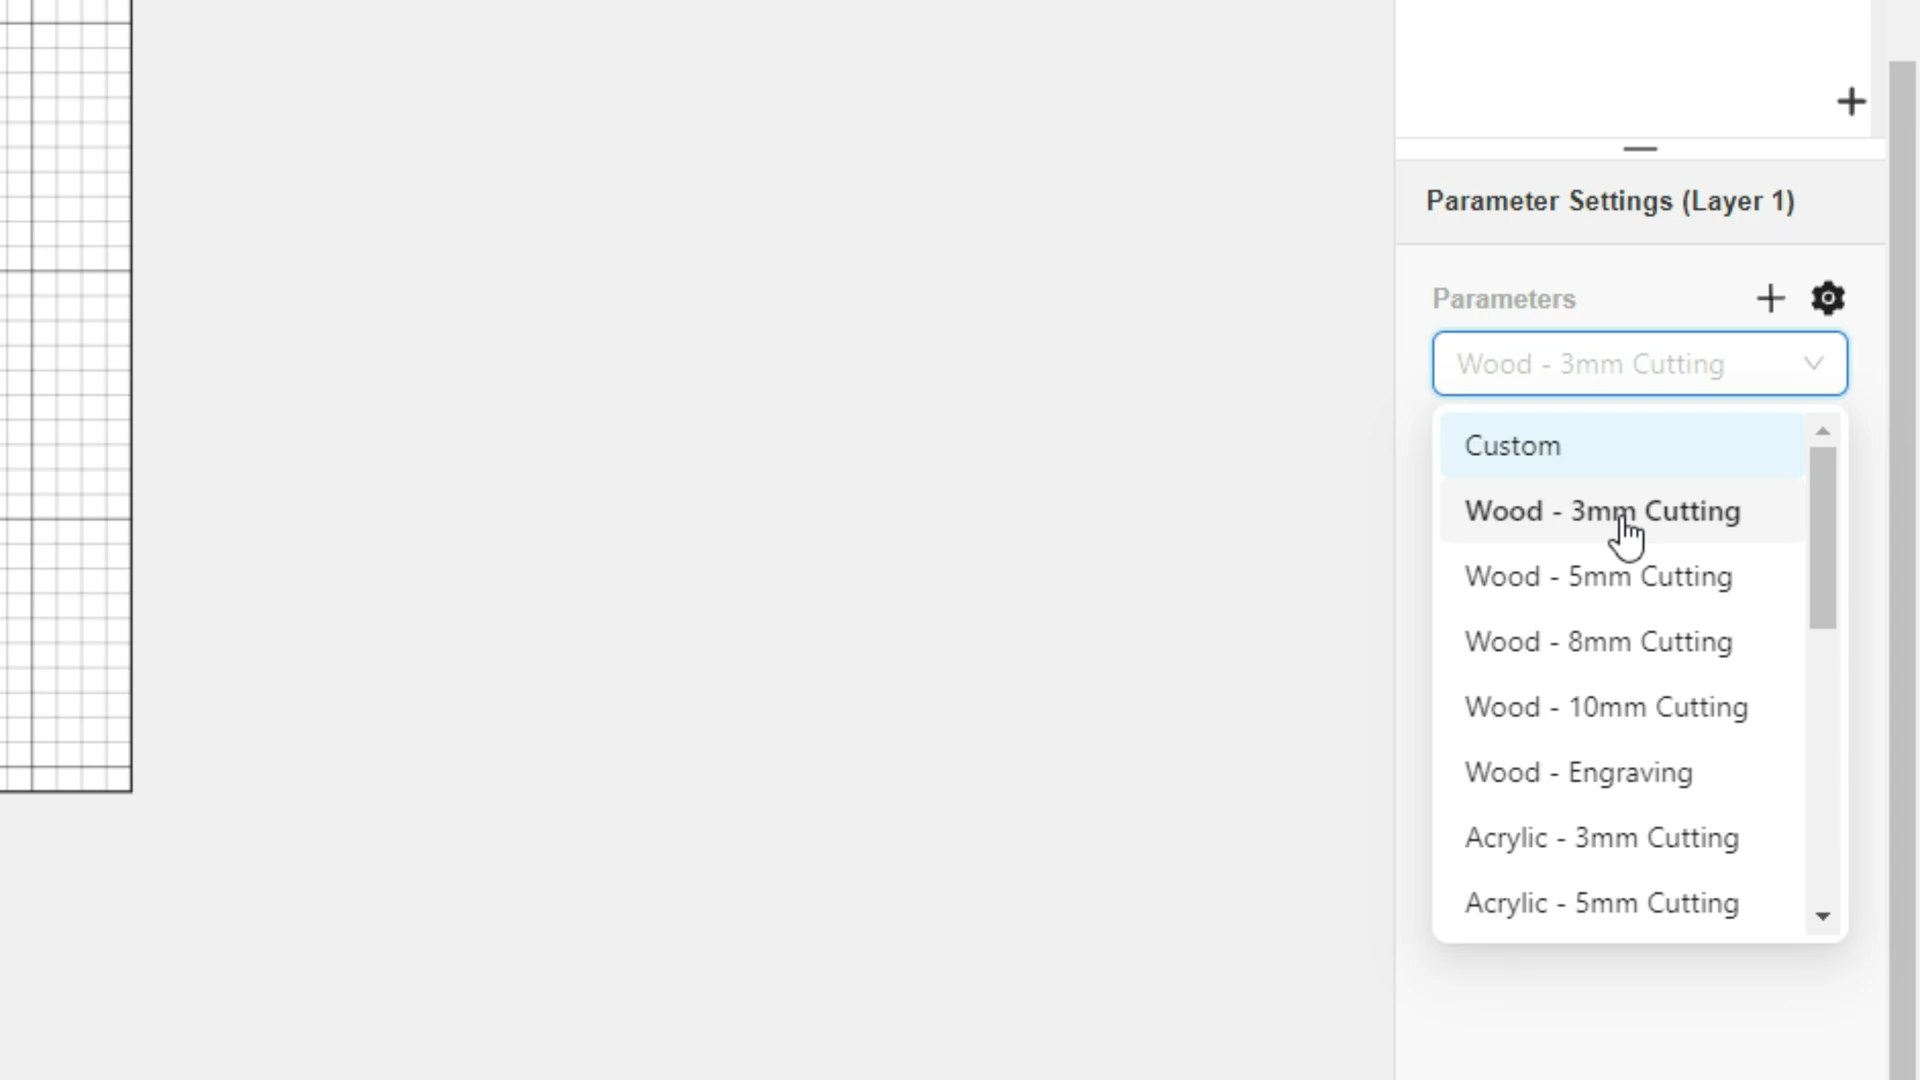 Parameter Settings (Layer 1)
Parameters
Wood - 3mm Cutting
Custom
Wood - 3mm Cutting
Wood - 5mm Cutting
Wood - 8mm Cutting
Wood - 10mm Cutting
Wood - Engraving
Acrylic - 3mm Cutting
Acrylic - 5mm Cutting